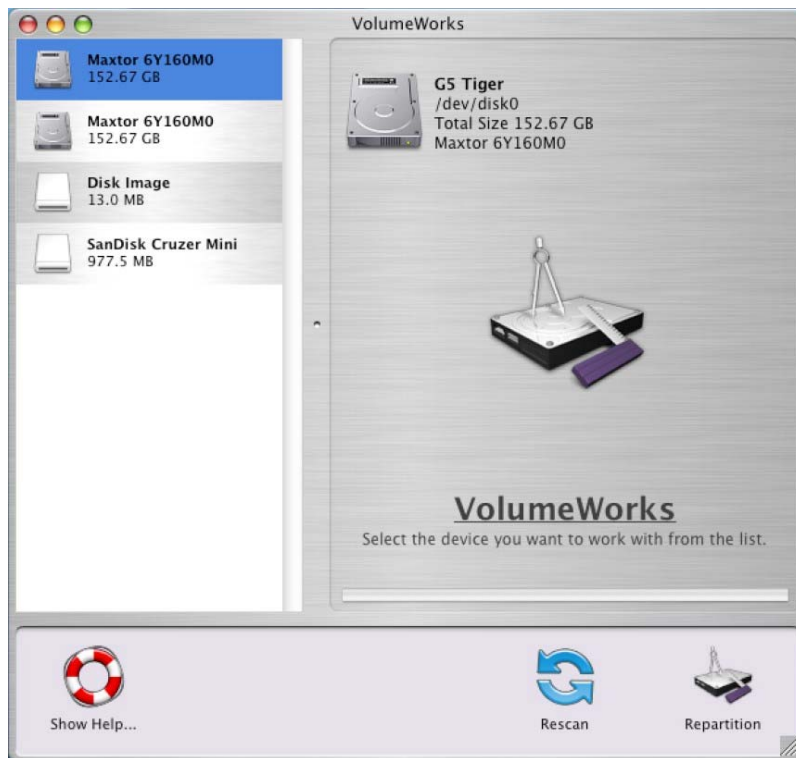 VolumeWorks
Maxtor 6Y160M0
152.67 GB
Maxtor 6Y160M0
152.67 GB
Disk Image
13.0 MB
SanDisk Cruzer Mini
977.5 MB
G5 Tiger
/dev/disk0
Total Size 152.67 GB
Maxtor 6Y160M0
VolumeWorks
Select the device you want to work with from the list.
Show Help...
Rescan
Repartition